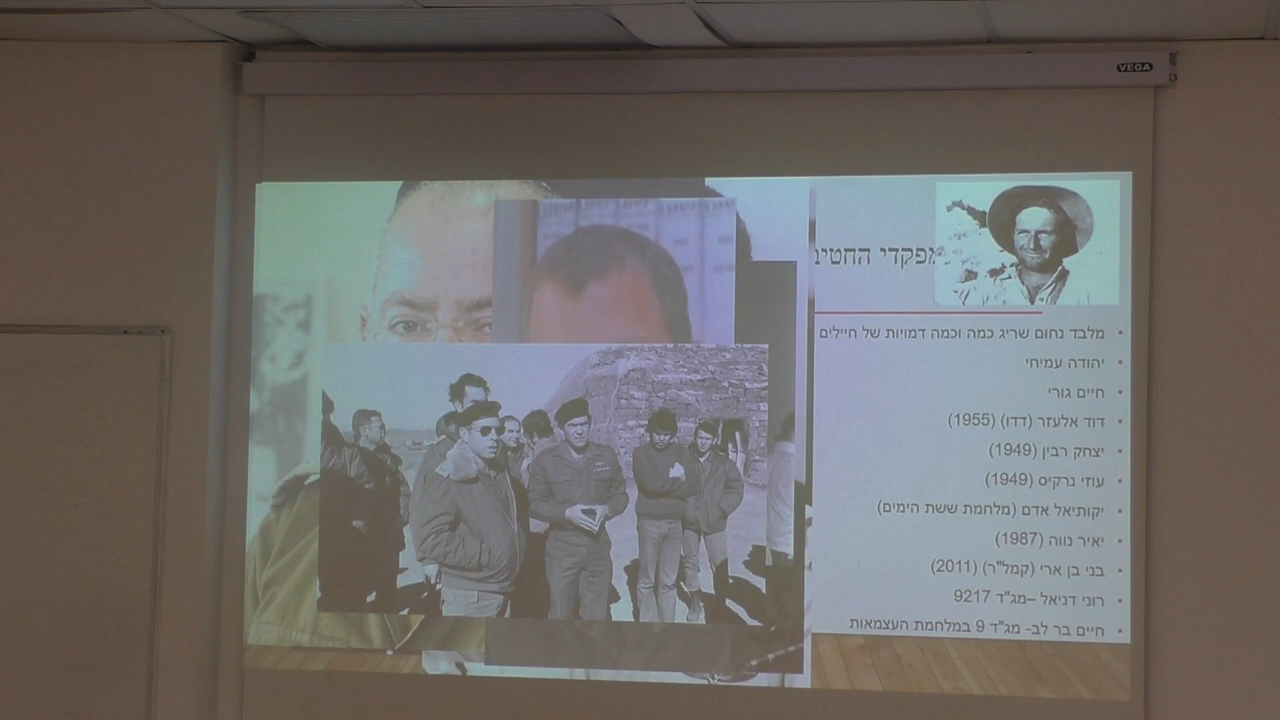 VEGA
מפקדי החטיב
מלבד נחום שריג כמה וכמה דמויות של חיילים
יהודה עמיחי
חיים גורי
דוד אלעזר (דדו) (1955)
יצחק רבין (1949)
עוזי נרקיס (1949)
יקותיאל אדם (מלחמת ששת הימים)
יאיר נווה (1987)
בני בן ארי (קמל"ר) (2011)
רוני דניאל –מג"ד 9217
חיים בר לב- מג"ד 9 במלחמת העצמאות